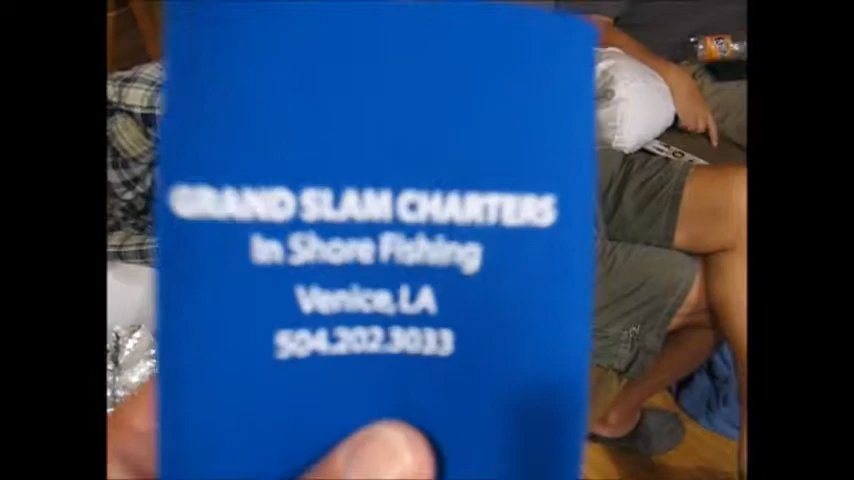 GRAND SLAM CHARTERS
In Shore Fishing
Venice, LA
504.202.3033